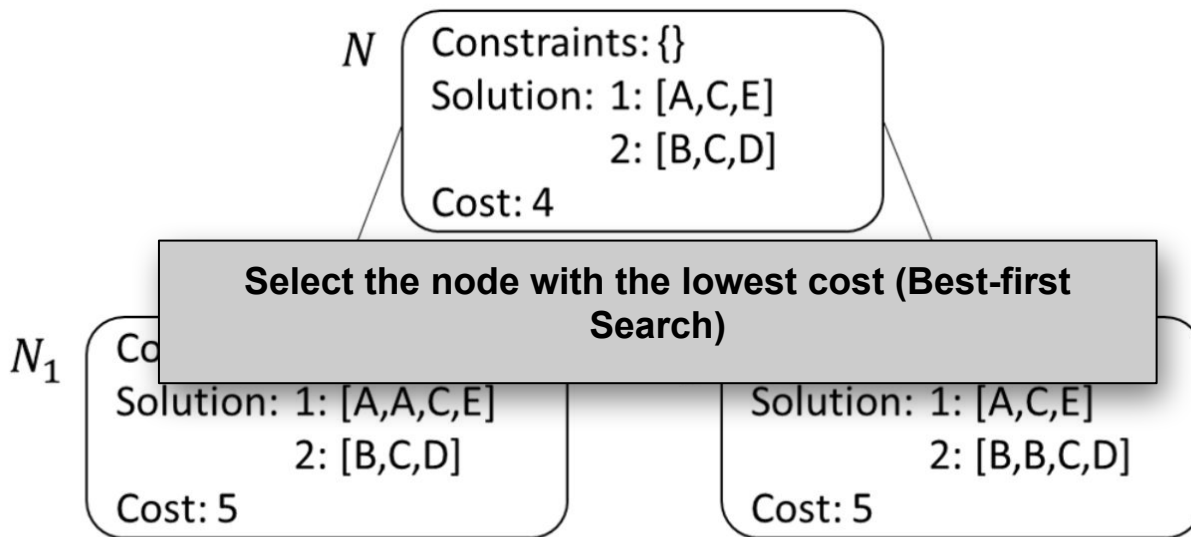 N
Constraints: {}
Solution: 1: [A,C,E]
2: [B,C,D]
Cost: 4
Select the node with the lowest cost (Best-first
Search)
N₁
Co
Solution: 1: [A,A,C,E]
2: [B,C,D]
Cost: 5
Solution: 1: [A,C,E]
2: [B,B,C,D]
Cost: 5